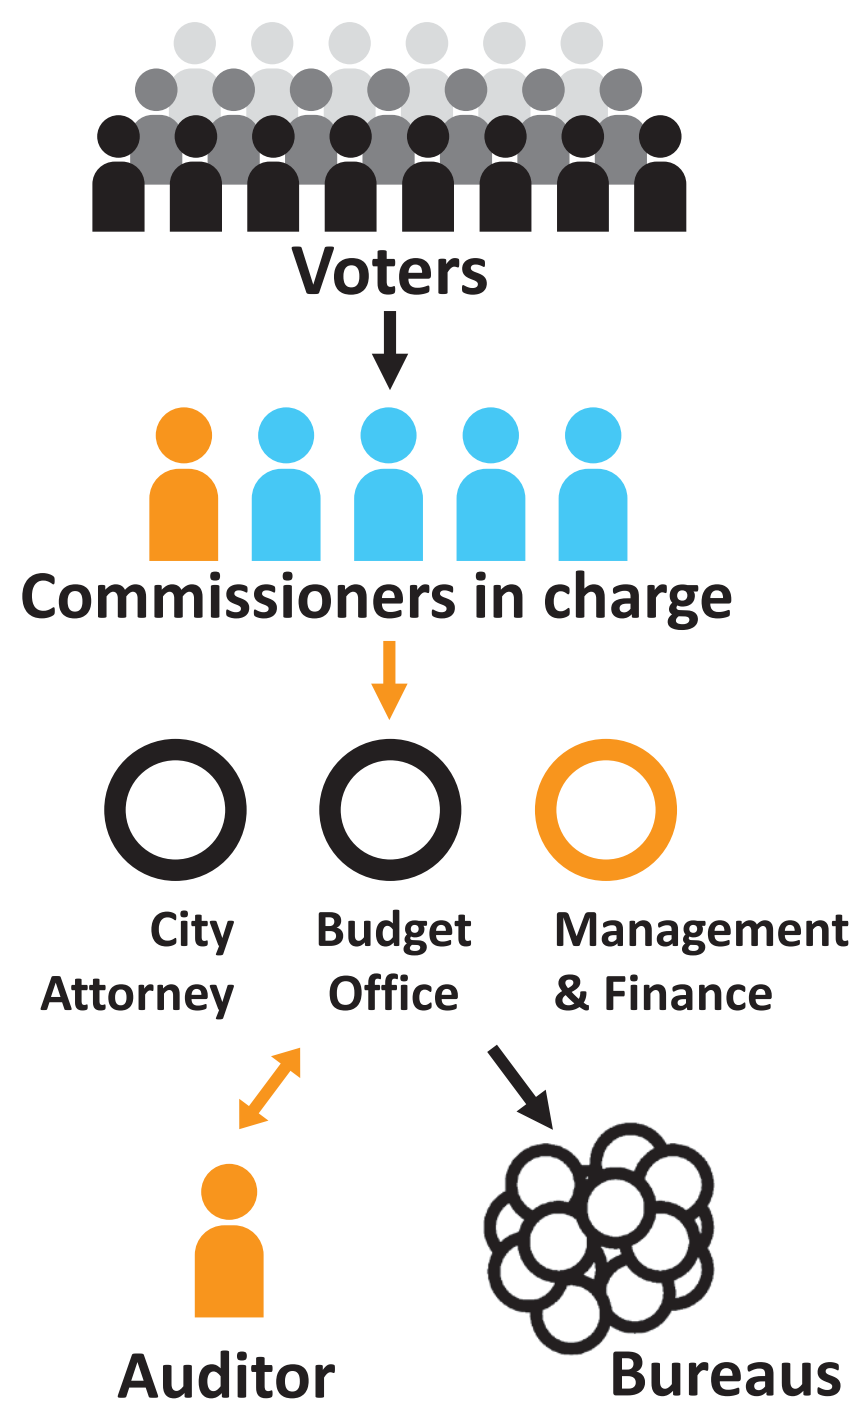 Voters
Commissioners in charge
City
Attorney
Budget
Office
Management
& Finance
Auditor
Bureaus